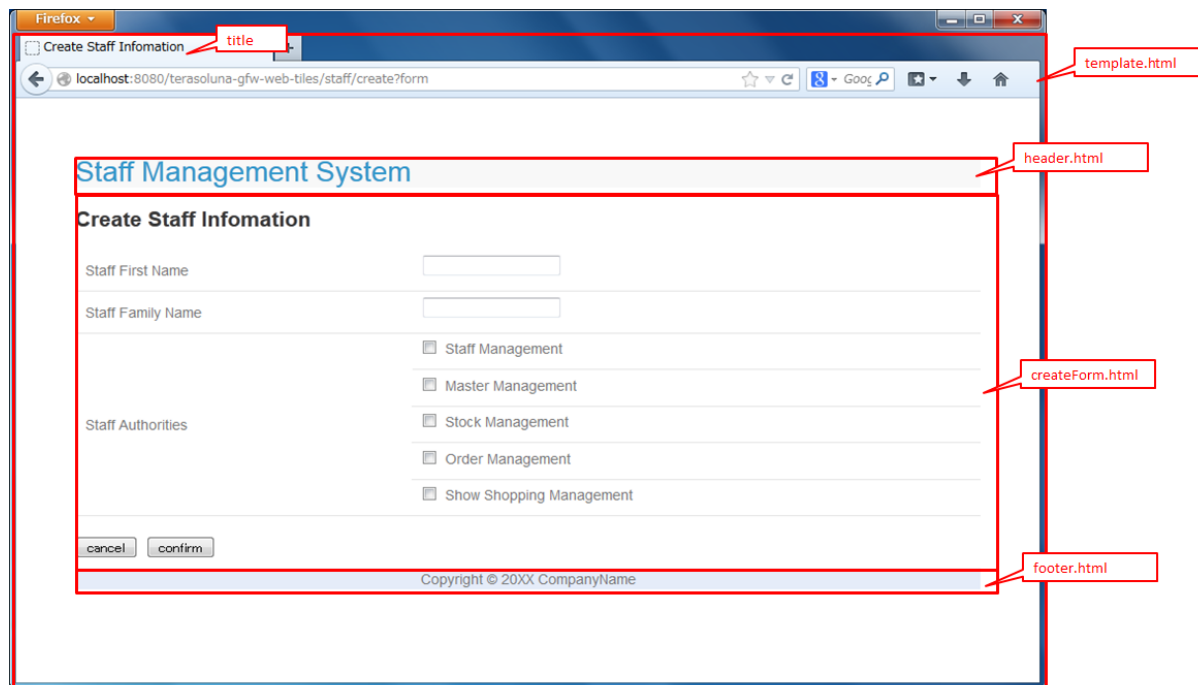 Firefox
Create Staff Infomation
title
localhost:8080/terasoluna-gfw-web-tiles/staff/create?form
Goog
template.html
header.html
Staff Management System
Create Staff Infomation
Staff First Name
Staff Family Name
Staff Management
Master Management
createForm.html
Staff Authorities
Stock Management
Order Management
Show Shopping Management
cancel confirm
footer.html
Copyright © 20XX CompanyName